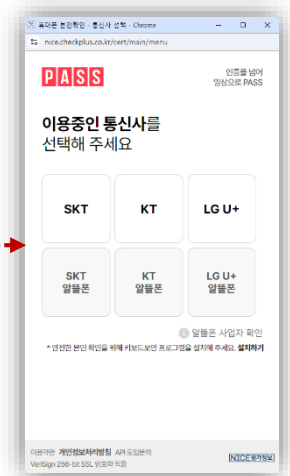 휴대폰 본인확인 - 통신사 선택 - Chrome
nice.checkplus.co.kr/cert/main/menu
PASS
인증을 넘어
일상으로 PASS
이용중인 통신사를
선택해 주세요
SKT
KT
LG U+
SKT
알뜰폰
KT
알뜰폰
LG U+
알뜰폰
알뜰폰 사업자 확인
* 안전한 본인 확인을 위해 키보드보안 프로그램을 설치해 주세요. 설치하기
이용약관 개인정보처리방침 API 도입문의
VeriSign 256-bit SSL 암호화 적용
NICE평가정보